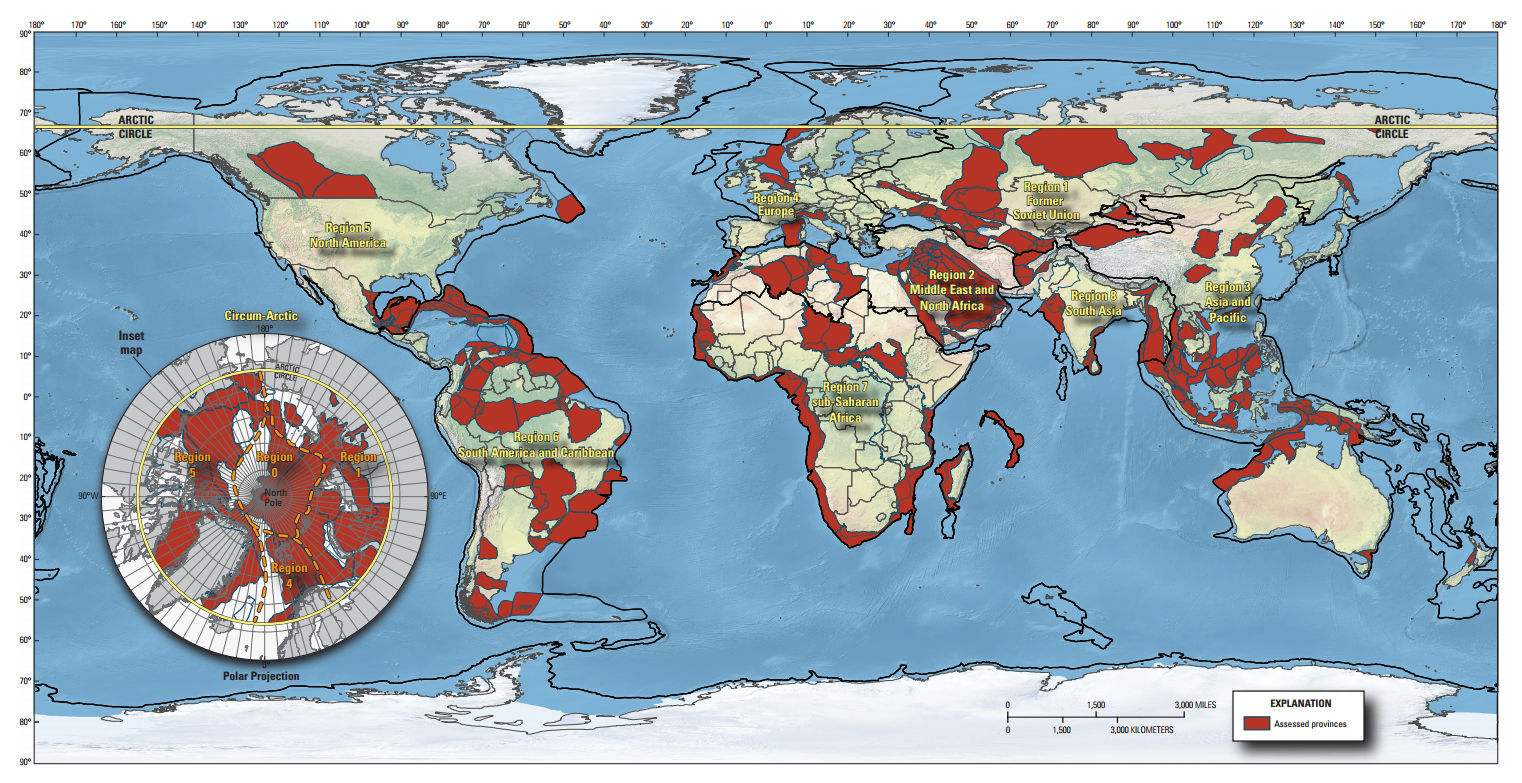 180° 170° 160° 150° 140° 130° 120° 110° 100° 90° 80° 70° 60° 50° 40° 30° 20° 10° 0° 10° 20° 30° 40° 50° 60° 70° 80° 90° 100° 110° 120° 130° 140° 150° 160° 170° 180°
90°
80°
70°
60°
50°
40°
30°
20°
10°
0°
10°
20°
30°
40°
50°
60°
70°
80°
90°
ARCTIC
CIRCLE
ARCTIC
CIRCLE
Region 1
Former
Soviet Union
Region 4
Europe
Region 5
North America
Region 2
Middle East and
North Africa
Region 8
South Asia
Region 3
Asia and
Pacific
Region 7
sub-Saharan
Africa
Region 6
South America and Caribbean
Circum-Arctic
180°
Inset
map
ARCTIC
CIRCLE
Region
5
Region
0
Region
1
North
Pole
90°W
90°E
Region
4
0°
Polar Projection
0 1,500 3,000 MILES
0 1,500 3,000 KILOMETERS
EXPLANATION
Assessed provinces